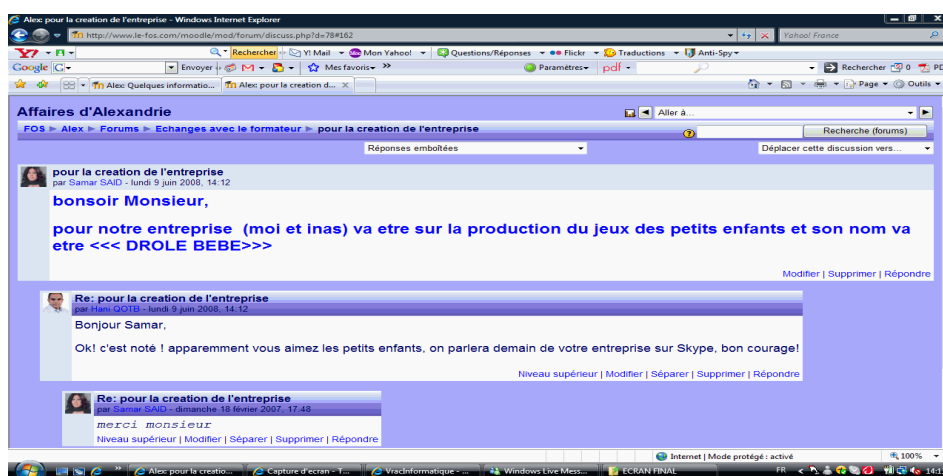 Alex: pour la creation de l'entreprise - Windows Internet Explorer
http://www.le-fos.com/moodle/mod/forum/discuss.php?d=78#162
Yahoo! France
Rechercher Y! Mail Mon Yahoo! Questions/Réponses Flickr Traductions Anti-Spy
Google G Envoyer Mes favoris Paramètres pdf Rechercher 0 PD
Alex: Quelques informatio... Alex: pour la creation d... X Page Outils
Affaires d'Alexandrie
Aller à...
FOS ► Alex ► Forums ► Echanges avec le formateur ► pour la creation de l'entreprise
Recherche (forums)
Réponses emboîtées
Déplacer cette discussion vers...
pour la creation de l'entreprise
par Samar SAID - lundi 9 juin 2008, 14:12
bonsoir Monsieur,
pour notre entreprise (moi et inas) va etre sur la production du jeux des petits enfants et son nom va
etre <<< DROLE BEBE>>>
Modifier | Supprimer | Répondre
Re: pour la creation de l'entreprise
par Hani QOTB - lundi 9 juin 2008, 14:12
Bonjour Samar,
Ok! c'est noté ! apparemment vous aimez les petits enfants, on parlera demain de votre entreprise sur Skype, bon courage!
Niveau supérieur | Modifier | Séparer | Supprimer | Répondre
Re: pour la creation de l'entreprise
par Samar SAID - dimanche 18 février 2007, 17:48
merci monsieur
Niveau supérieur | Modifier | Séparer | Supprimer | Répondre
Internet | Mode protégé : activé 100%
Alex: pour la creatio... Capture d'ecran - T... VracInformatique - ... Windows Live Mess... ECRAN FINAL FR